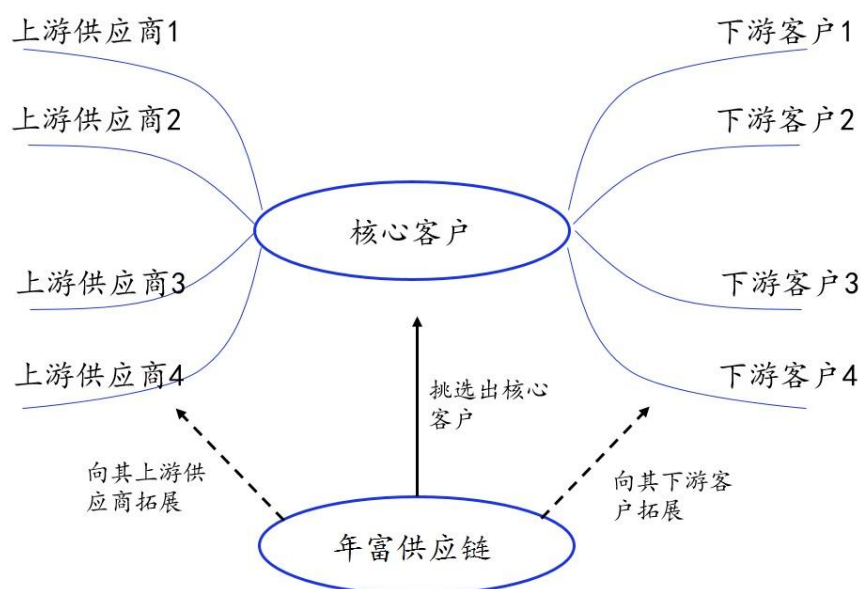 上游供应商1
下游客户1
上游供应商2
下游客户2
核心客户
上游供应商3
下游客户3
上游供应商4
下游客户4
挑选出核心
客户
向其上游供
应商拓展
向其下游客
户拓展
年富供应链